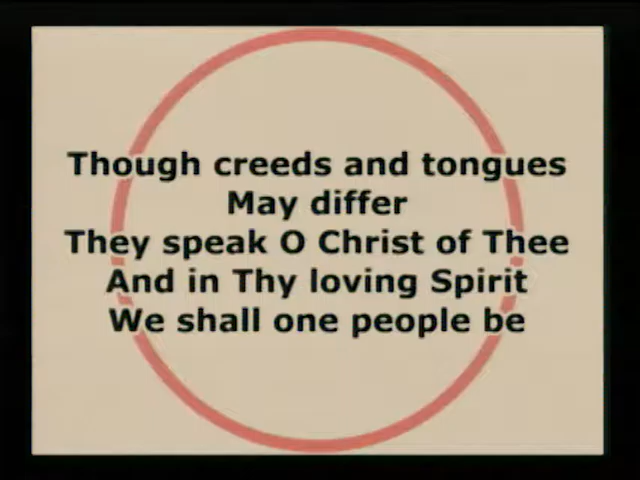 Though creeds and tongues
May differ
They speak O Christ of Thee
And in Thy loving Spirit
We shall one people be